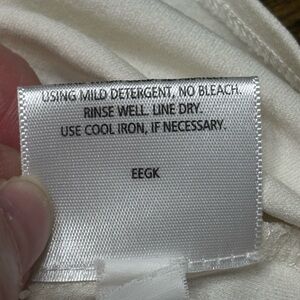 USING MILD DETERGENT, NO BLEACH.
RINSE WELL. LINE DRY.
USE COOL IRON, IF NECESSARY.
EEGK